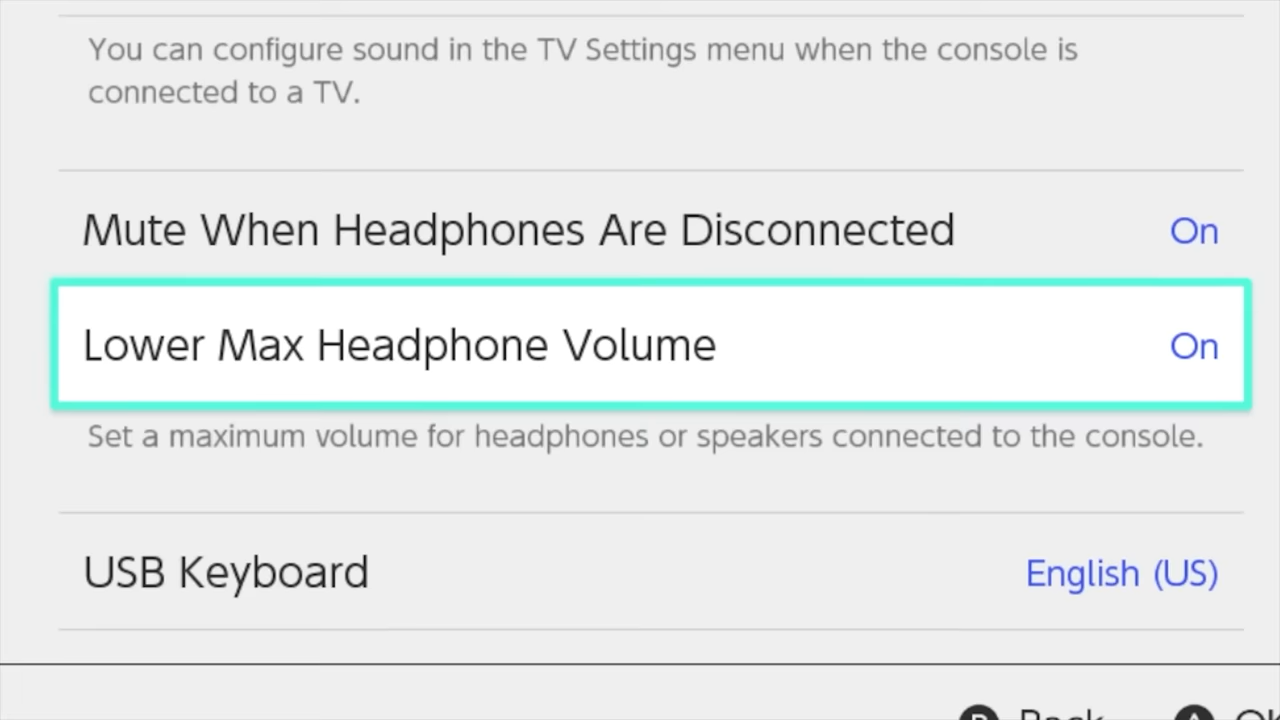 You can configure sound in the TV Settings menu when the console is
connected to a TV.
Mute When Headphones Are Disconnected On
Lower Max Headphone Volume On
Set a maximum volume for headphones or speakers connected to the console.
USB Keyboard English (US)
B Back A OK